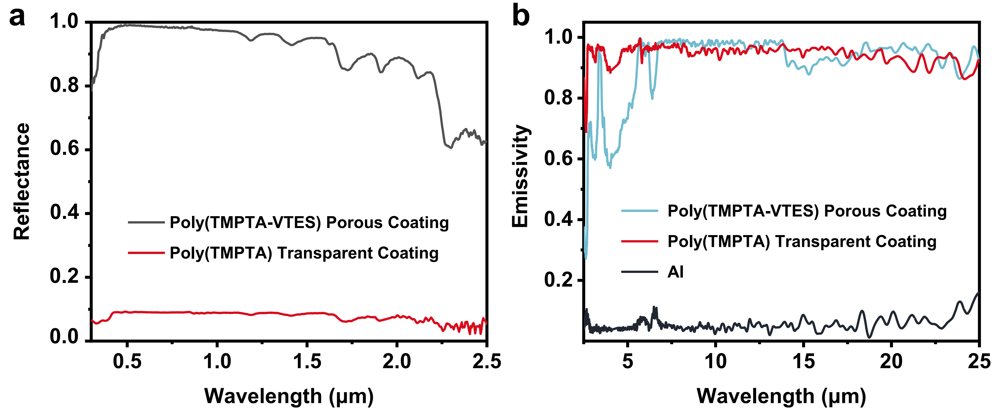 a
1.0
0.8
0.6
0.4
0.2
0.0
Reflectance
Poly(TMPTA-VTES) Porous Coating
Poly(TMPTA) Transparent Coating
0.5 1.0 1.5 2.0 2.5
Wavelength (μm)
b
1.0
0.8
0.6
0.4
0.2
Emissivity
Poly(TMPTA-VTES) Porous Coating
Poly(TMPTA) Transparent Coating
Al
5 10 15 20 25
Wavelength (μm)